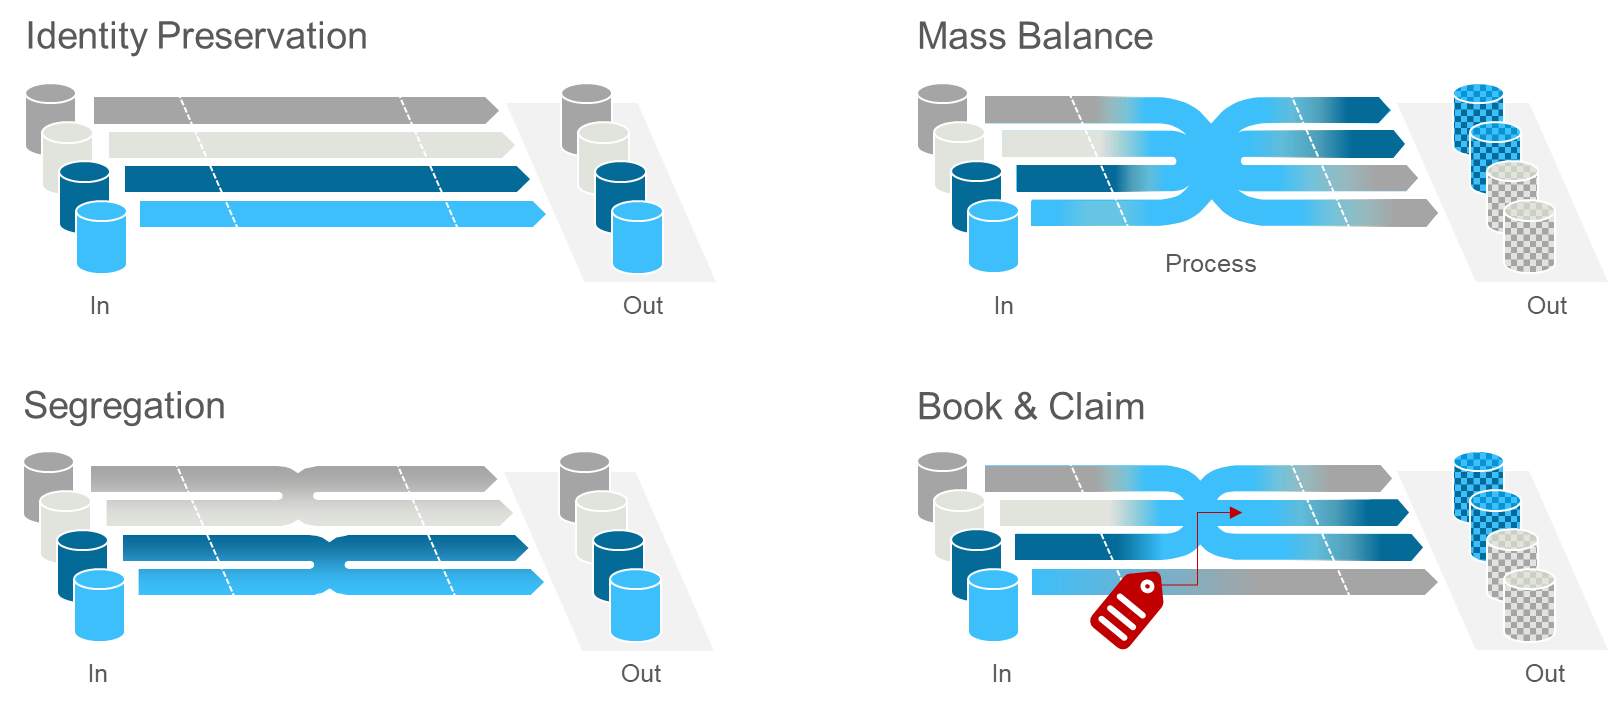 Identity Preservation
In
Out
Mass Balance
Process
In
Out
Segregation
In
Out
Book & Claim
In
Out